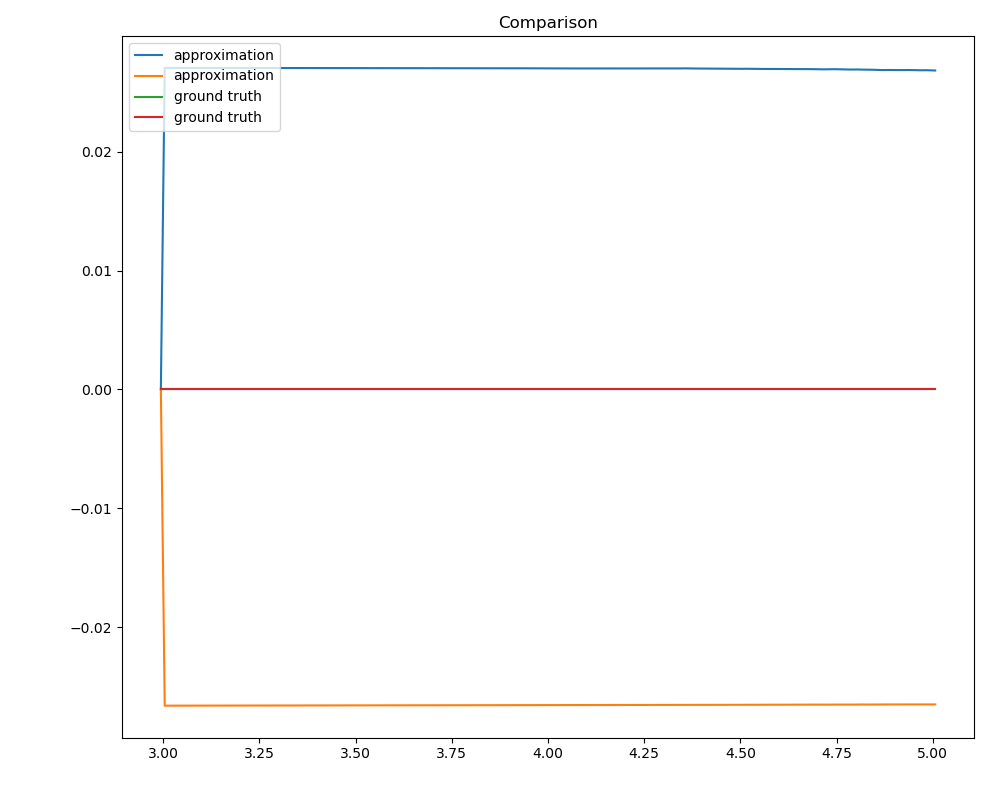 Comparison
approximation
approximation
ground truth
ground truth
0.02
0.01
0.00
−0.01
−0.02
3.00 3.25 3.50 3.75 4.00 4.25 4.50 4.75 5.00